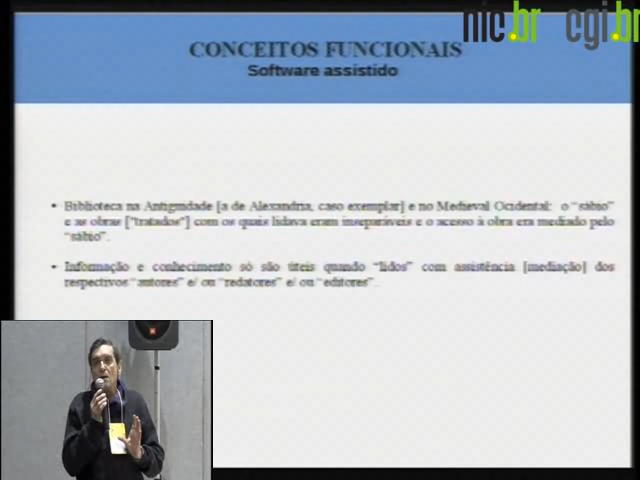 nic.br cgi.br
CONCEITOS FUNCIONAIS
Software assistido
• Biblioteca na Antiguidade [a de Alexandria, caso exemplar] e no Medieval Ocidental: o “sábio”
e as obras [“tratados”] com os quais lidava eram inseparáveis e o acesso à obra era mediado pelo
“sábio”.
• Informação e conhecimento só são úteis quando “lidos” com assistência [mediação] dos
respectivos “autores” e/ ou “redatores” e/ ou “editores”.